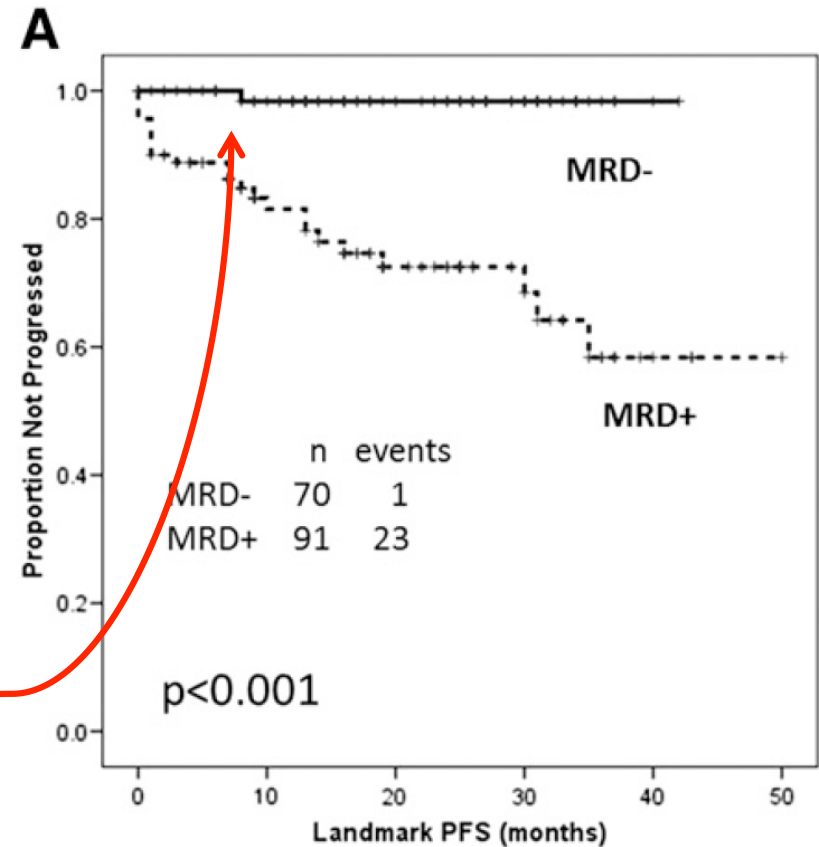 A
Proportion Not Progressed
1.0
0.8
0.6
0.4
0.2
0.0
MRD-
MRD+
n events
MRD- 70 1
MRD+ 91 23
p<0.001
0 10 20 30 40 50
Landmark PFS (months)